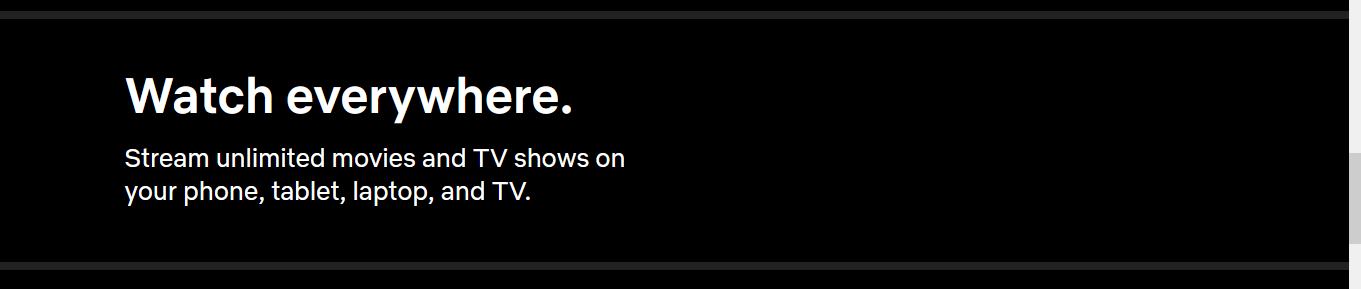 Watch everywhere.
Stream unlimited movies and TV shows on
your phone, tablet, laptop, and TV.